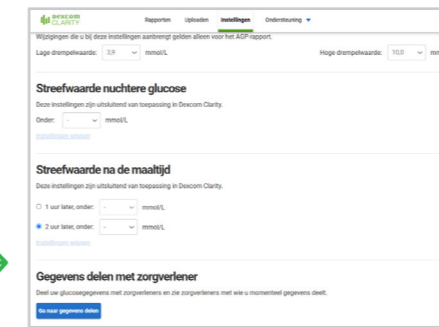 dexcom CLARITY Rapporten Uploaden Instellingen Ondersteuning
Wijzigingen die u bij deze instellingen aanbrengt gelden alleen voor het AGP-rapport.
Lage drempelwaarde: 3,9 mmol/L Hoge drempelwaarde: 10,0 mm
Streefwaarde nuchtere glucose
Deze instellingen zijn uitsluitend van toepassing in Dexcom Clarity.
Onder: - mmol/L
Instellingen wissen
Streefwaarde na de maaltijd
Deze instellingen zijn uitsluitend van toepassing in Dexcom Clarity.
1 uur later, onder: - mmol/L
2 uur later, onder: - mmol/L
Instellingen wissen
Gegevens delen met zorgverlener
Deel uw glucosegegevens met zorgverleners en zie zorgverleners met wie u momenteel gegevens deelt.
Ga naar gegevens delen